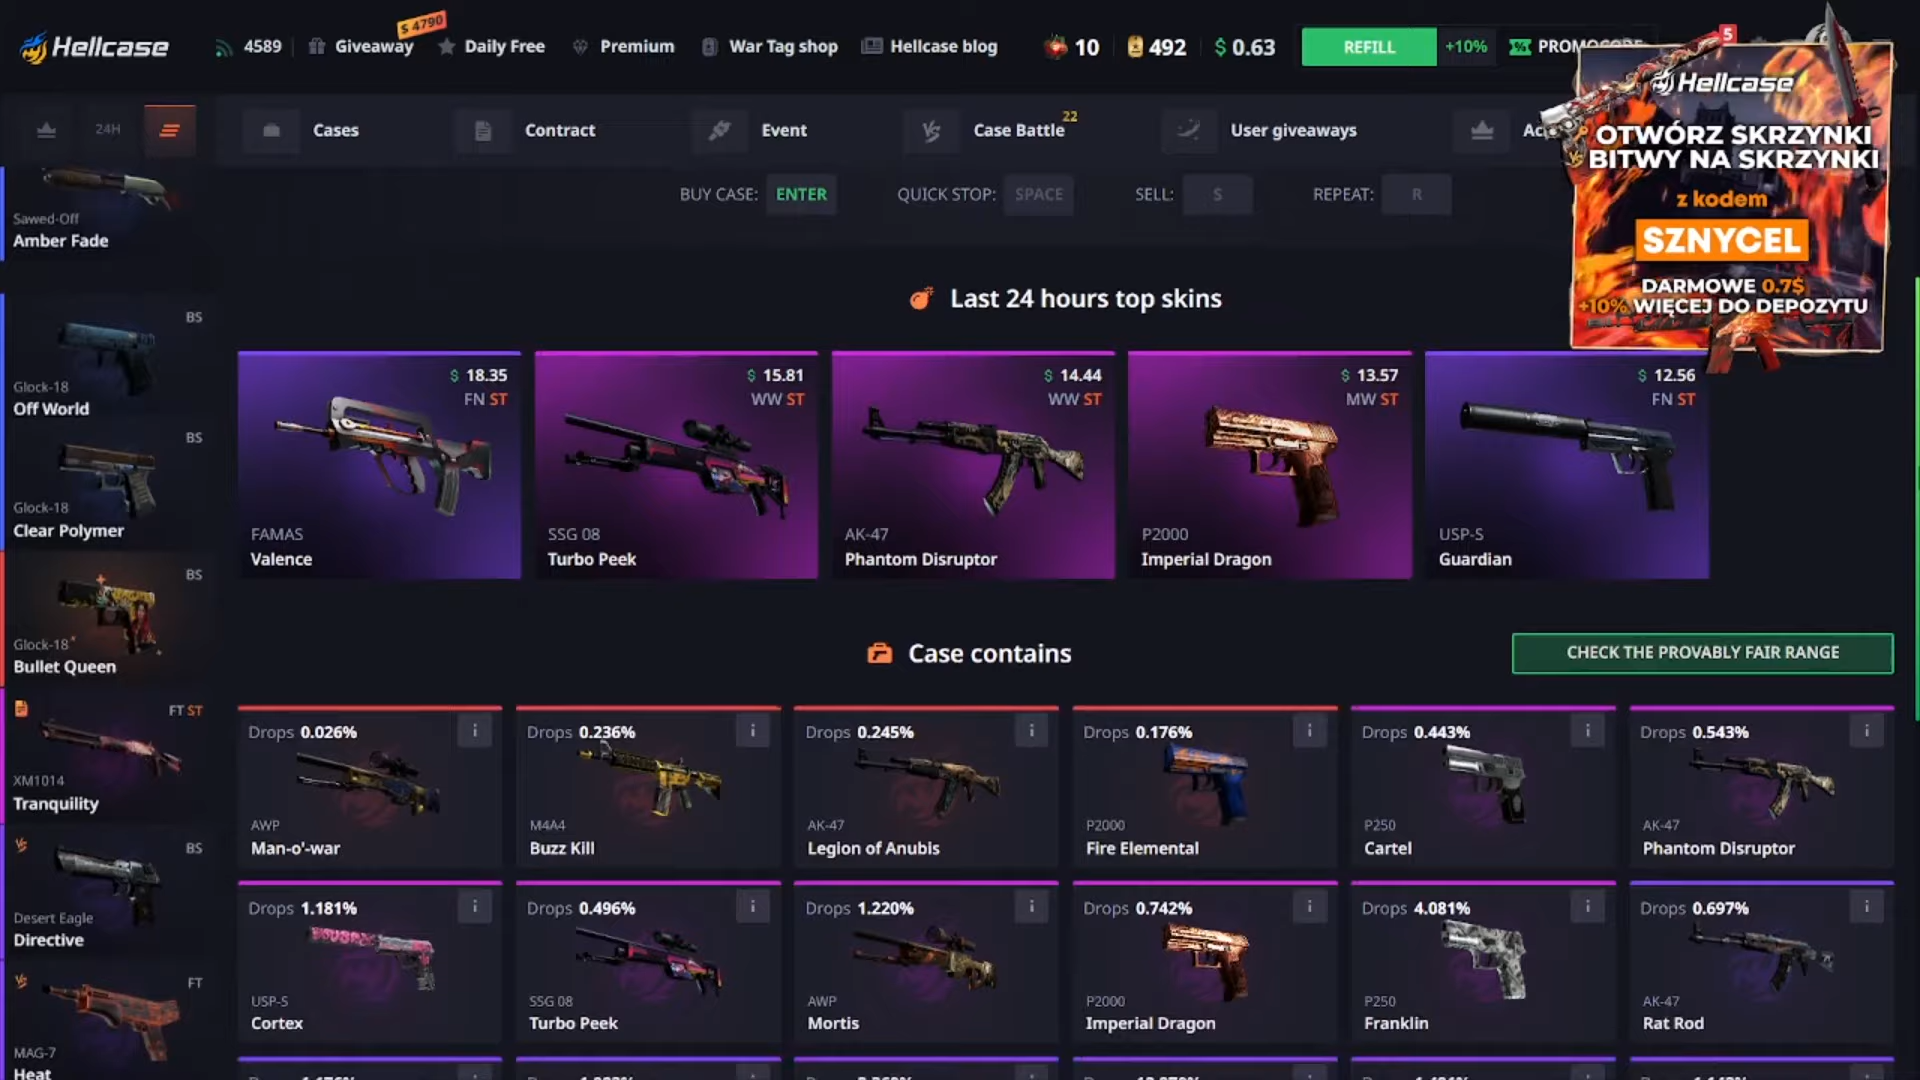 Hellcase
4589
Giveaway
$ 4790
Daily Free
Premium
War Tag shop
Hellcase blog
10
492
$ 0.63
REFILL
+10%
5
24H
Cases
Contract
Event
Case Battle
22
User giveaways
BUY CASE: ENTER
QUICK STOP: SPACE
SELL: S
REPEAT: R
Hellcase
OTWÓRZ SKRZYNKI
BITWY NA SKRZYNKI
z kodem
SZNYCEL
DARMOWE 0.7$
+10% WIĘCEJ DO DEPOZYTU
Sawed-Off
Amber Fade
BS
Glock-18
Off World
BS
Glock-18
Clear Polymer
BS
Glock-18*
Bullet Queen
FT ST
XM1014
Tranquility
BS
Desert Eagle
Directive
FT
MAG-7
Heat
Last 24 hours top skins
$ 18.35
FN ST
FAMAS
Valence
$ 15.81
WW ST
SSG 08
Turbo Peek
$ 14.44
WW ST
AK-47
Phantom Disruptor
$ 13.57
MW ST
P2000
Imperial Dragon
$ 12.56
FN ST
USP-S
Guardian
Case contains
CHECK THE PROVABLY FAIR RANGE
Drops 0.026%
i
AWP
Man-o'-war
Drops 0.236%
i
M4A4
Buzz Kill
Drops 0.245%
i
AK-47
Legion of Anubis
Drops 0.176%
i
P2000
Fire Elemental
Drops 0.443%
i
P250
Cartel
Drops 0.543%
i
AK-47
Phantom Disruptor
Drops 1.181%
i
USP-S
Cortex
Drops 0.496%
i
SSG 08
Turbo Peek
Drops 1.220%
i
AWP
Mortis
Drops 0.742%
i
P2000
Imperial Dragon
Drops 4.081%
i
P250
Franklin
Drops 0.697%
i
AK-47
Rat Rod